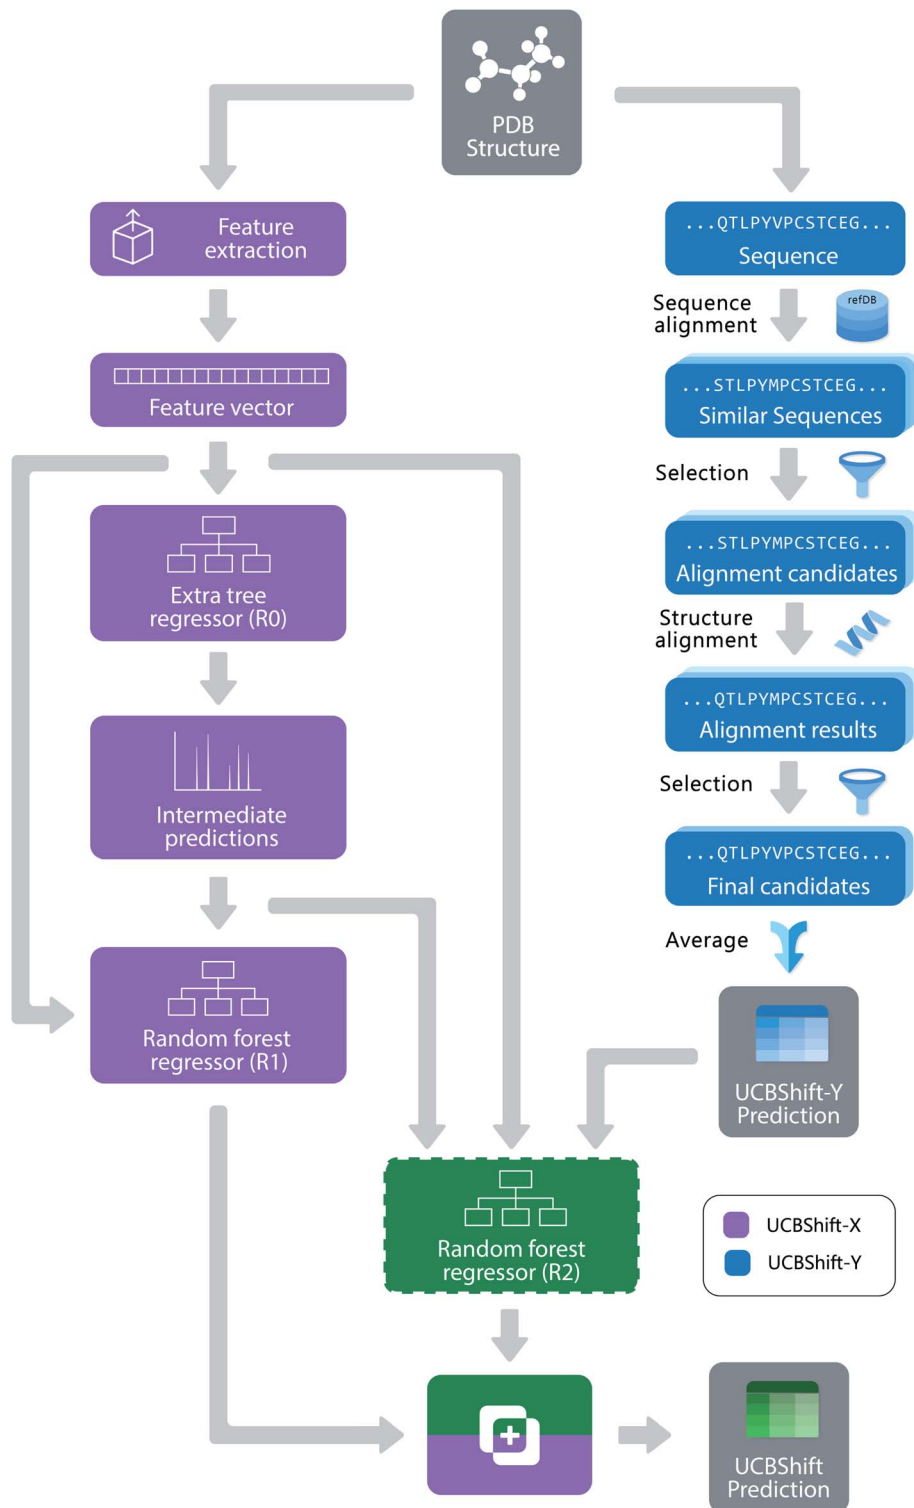 PDB
Structure
Feature
extraction
Feature vector
Extra tree
regressor (R0)
Intermediate
predictions
Random forest
regressor (R1)
...QTLPYVPCSTCEG...
Sequence
Sequence
alignment
refDB
...STLPYMPCSTCEG...
Similar Sequences
Selection
...STLPYMPCSTCEG...
Alignment candidates
Structure
alignment
...QTLPYMPCSTCEG...
Alignment results
Selection
...QTLPYVPCSTCEG...
Final candidates
Average
UCBShift-Y
Prediction
Random forest
regressor (R2)
UCBShift-X
UCBShift-Y
UCBShift
Prediction